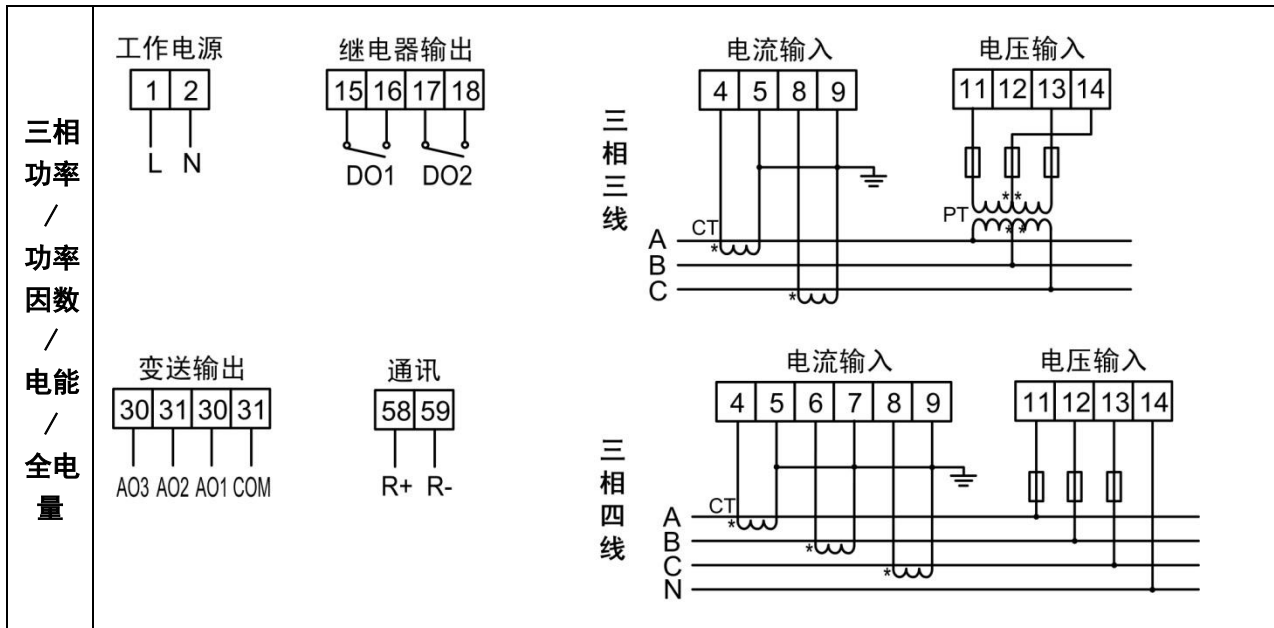 三相
功率
/
功率
因数
/
电能
/
全电
量
工作电源
1 2
L N
继电器输出
15 16 17 18
DO1 DO2
变送输出
30 31 30 31
AO3 AO2 AO1 COM
通讯
58 59
R+ R-
三相三线
电流输入
4 5 8 9
电压输入
11 12 13 14
CT
*
*
PT
* *
* *
A
B
C
三相四线
电流输入
4 5 6 7 8 9
电压输入
11 12 13 14
CT
*
*
*
A
B
C
N